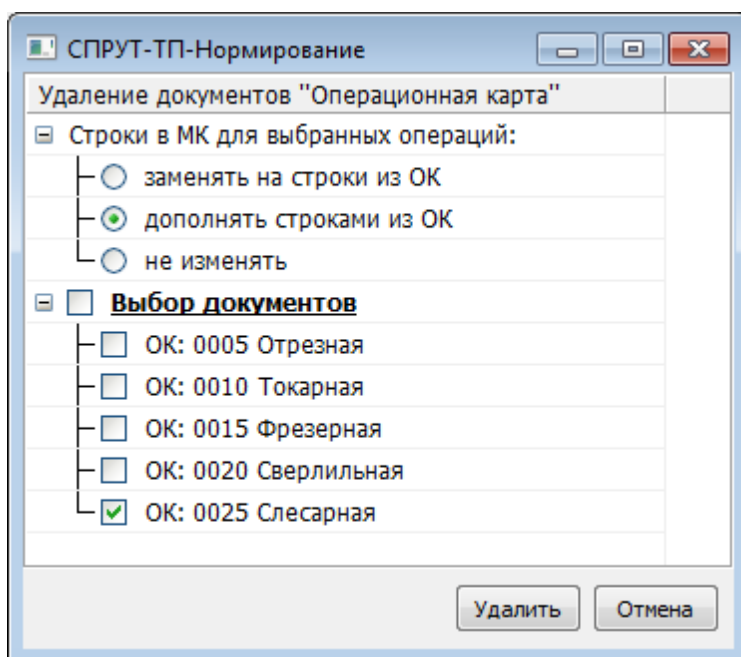 СПРУТ-ТП-Нормирование
Удаление документов "Операционная карта"
Строки в МК для выбранных операций:
заменять на строки из ОК
дополнять строками из ОК
не изменять
Выбор документов
ОК: 0005 Отрезная
ОК: 0010 Токарная
ОК: 0015 Фрезерная
ОК: 0020 Сверлильная
ОК: 0025 Слесарная
Удалить Отмена